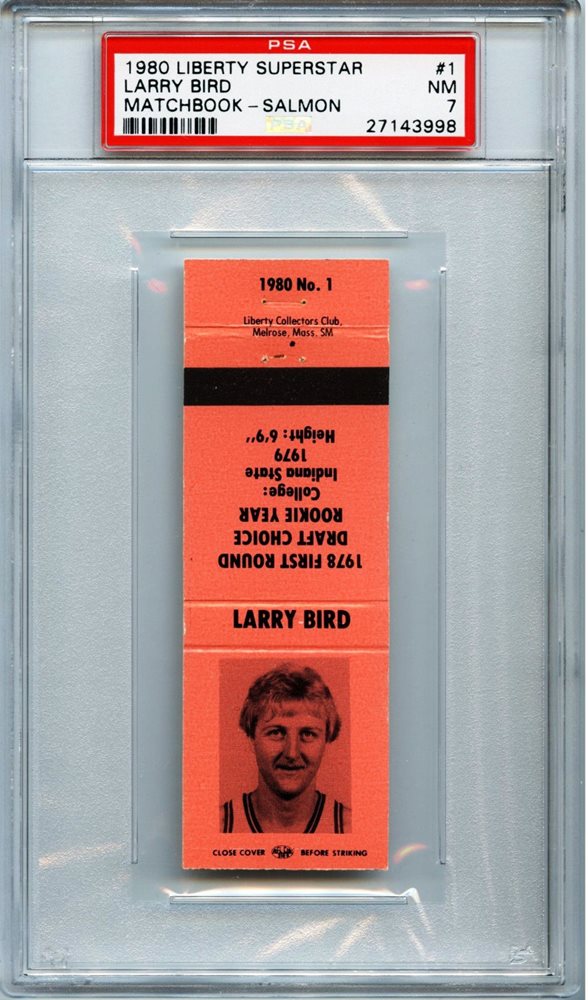 PSA
1980 LIBERTY SUPERSTAR #1
LARRY BIRD NM
MATCHBOOK - SALMON 7
PSA 27143998
1980 No. 1
Liberty Collectors Club,
Melrose, Mass. SM
1978 FIRST ROUND
DRAFT CHOICE
ROOKIE YEAR
College:
Indiana State
1979
Height: 6'9''
LARRY BIRD
CLOSE COVER BEFORE STRIKING